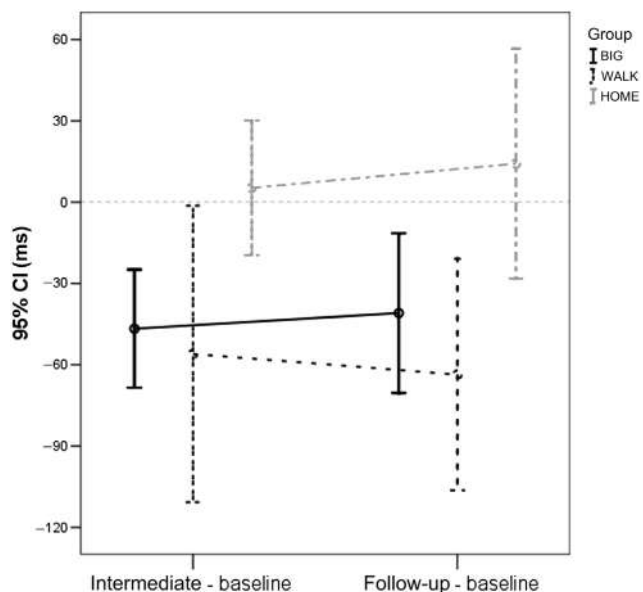 Group
BIG
WALK
HOME
60
30
0
−30
−60
−90
−120
95% CI (ms)
Intermediate - baseline
Follow-up - baseline